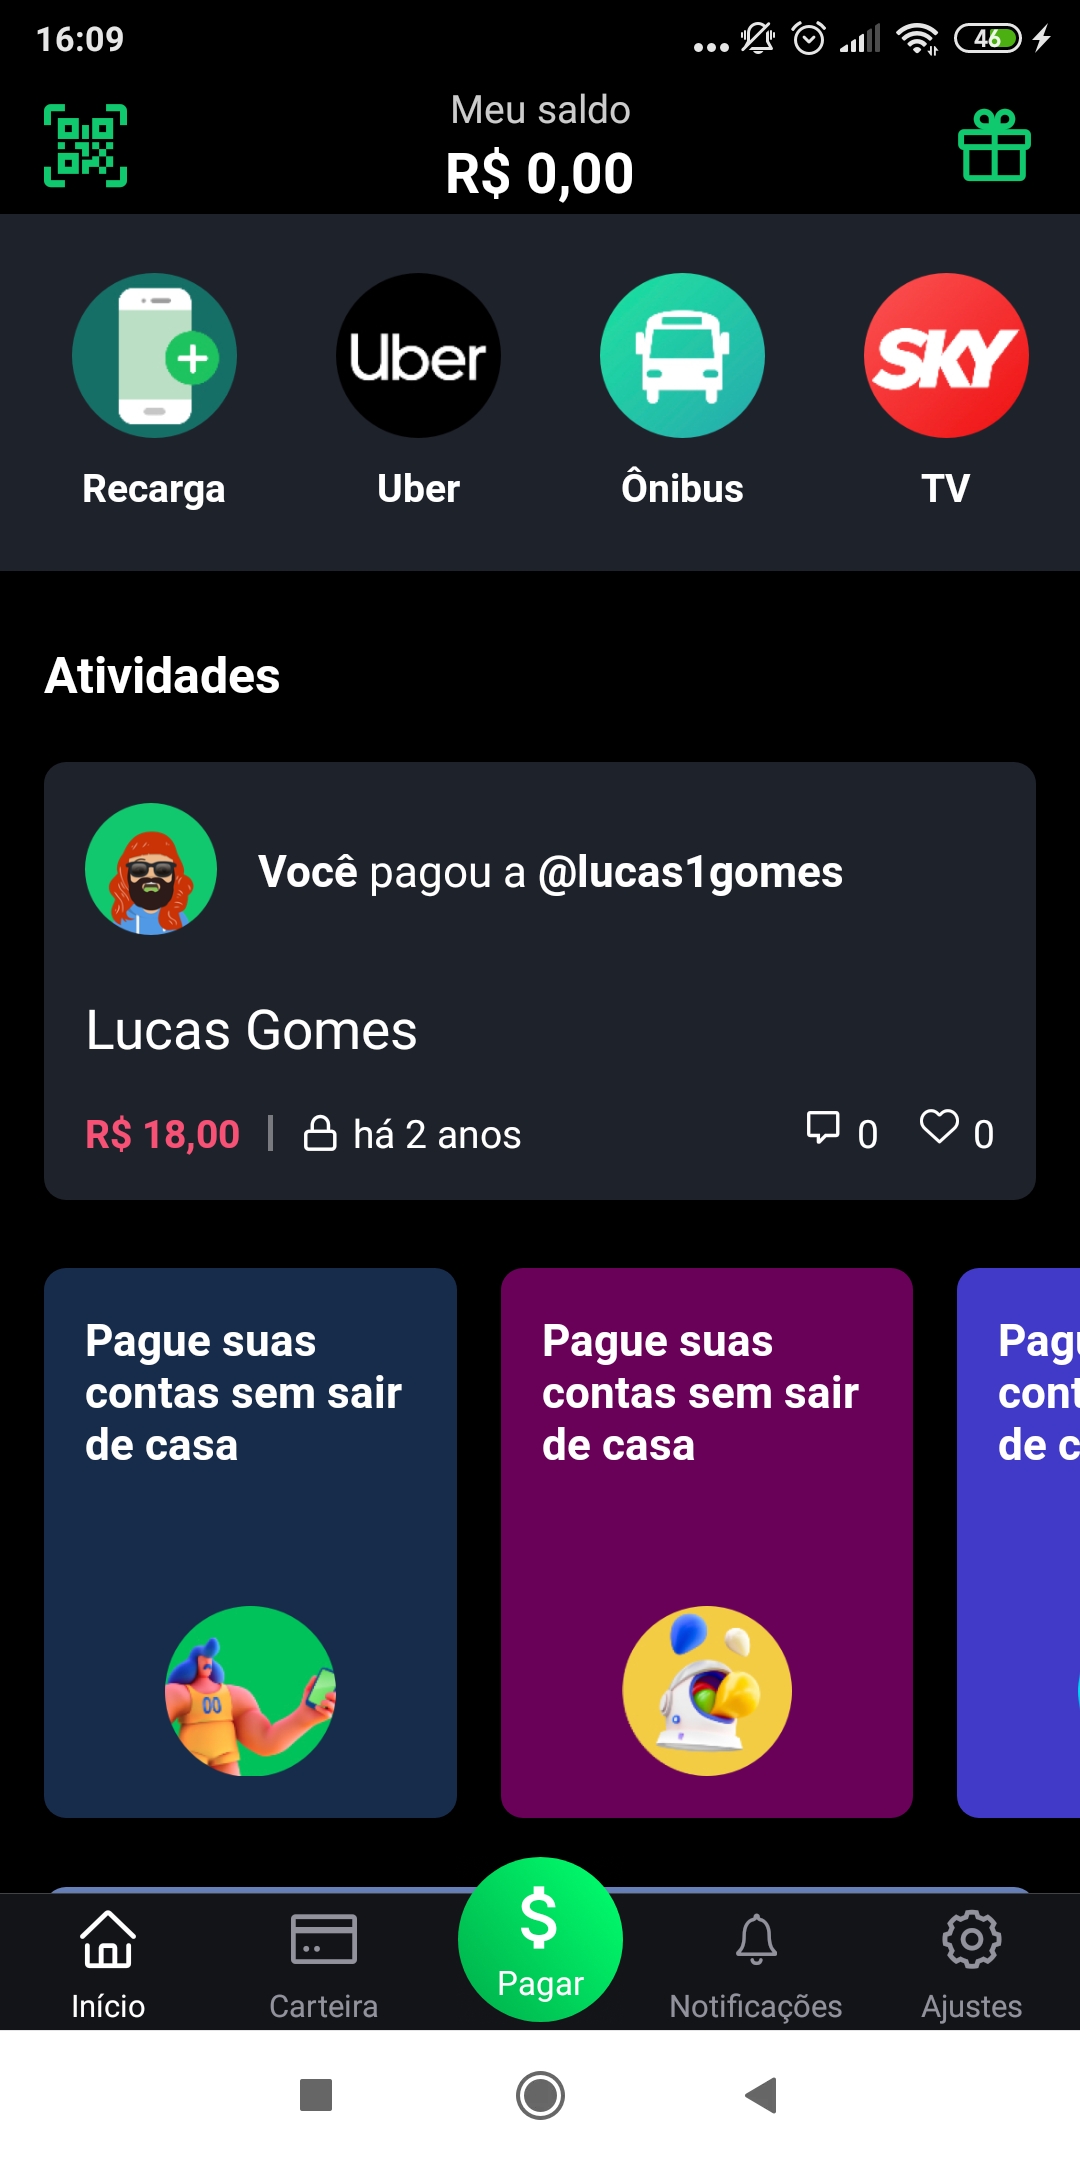 16:09
46
Meu saldo
R$ 0,00
Uber
SKY
Recarga
Uber
Ônibus
TV
Atividades
Você pagou a @lucas1gomes
Lucas Gomes
R$ 18,00
há 2 anos
0
0
Pague suas
contas sem sair
de casa
00
Pague suas
contas sem sair
de casa
Pagu
cont
de c
$
Pagar
Início
Carteira
Notificações
Ajustes